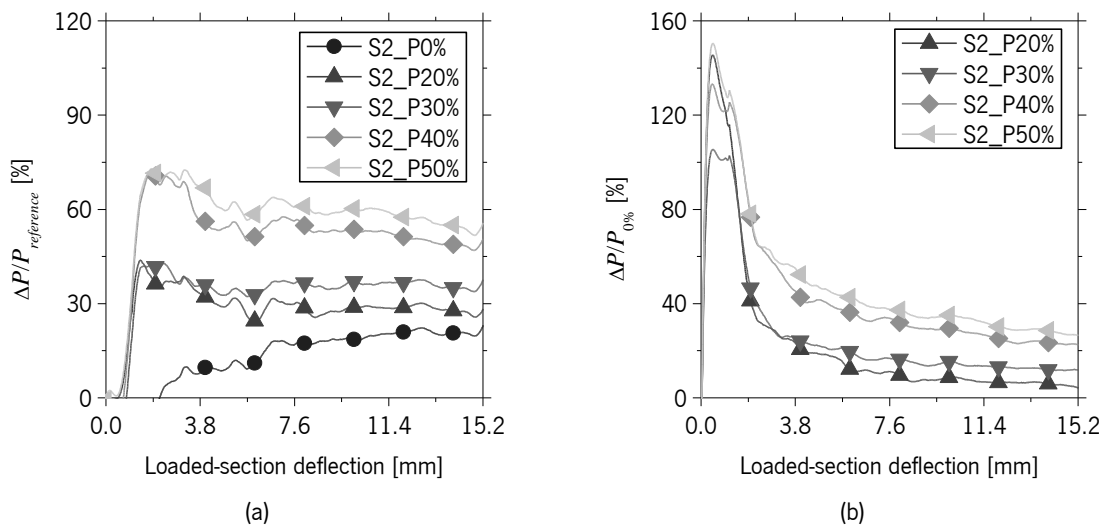 120
90
60
30
0
ΔP/P_reference [%]
S2_P0%
S2_P20%
S2_P30%
S2_P40%
S2_P50%
0.0 3.8 7.6 11.4 15.2
Loaded-section deflection [mm]
(a)
160
120
80
40
0
ΔP/P_0% [%]
S2_P20%
S2_P30%
S2_P40%
S2_P50%
0.0 3.8 7.6 11.4 15.2
Loaded-section deflection [mm]
(b)